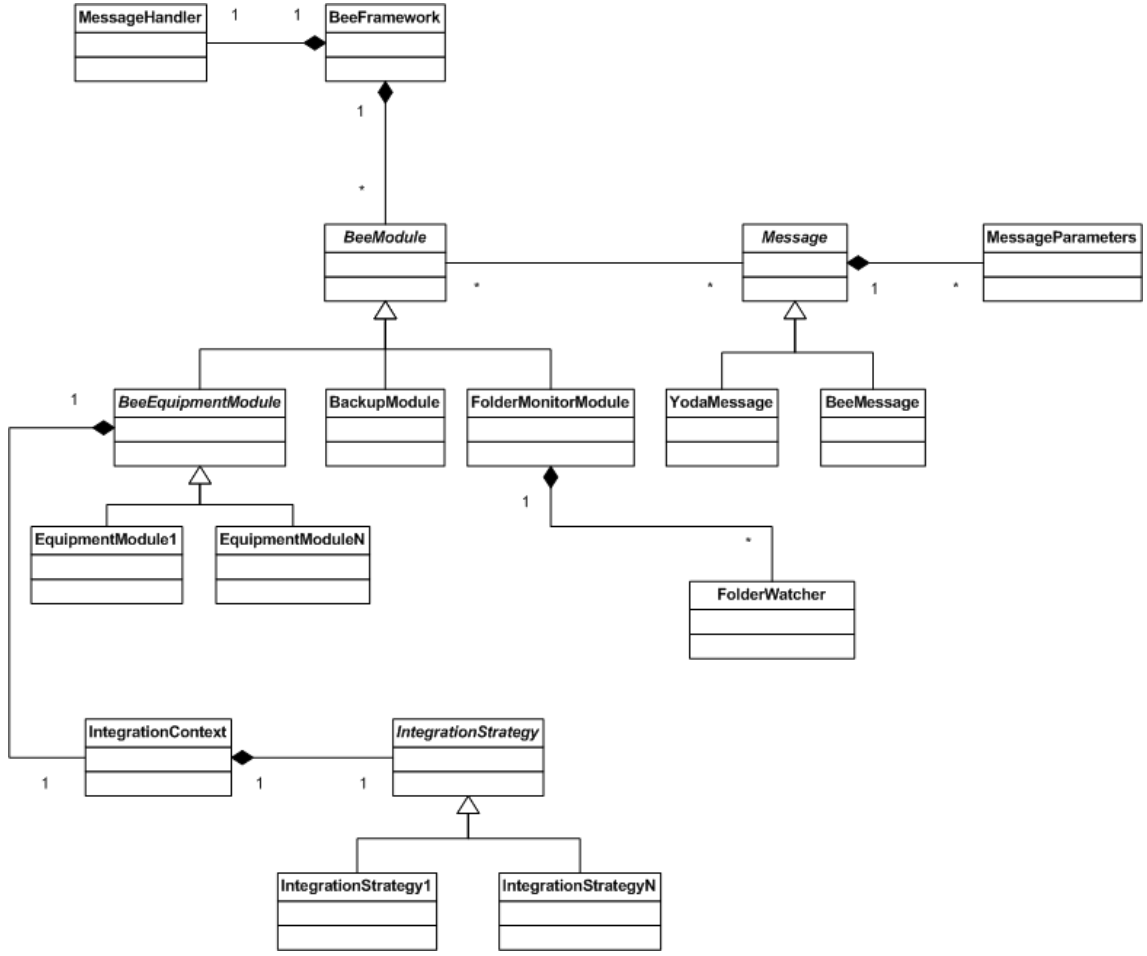 MessageHandler
1
1
BeeFramework
1
*
BeeModule
*
*
Message
1
*
MessageParameters
1
BeeEquipmentModule
BackupModule
FolderMonitorModule
YodaMessage
BeeMessage
1
*
EquipmentModule1
EquipmentModuleN
FolderWatcher
IntegrationContext
IntegrationStrategy
1
1
1
IntegrationStrategy1
IntegrationStrategyN